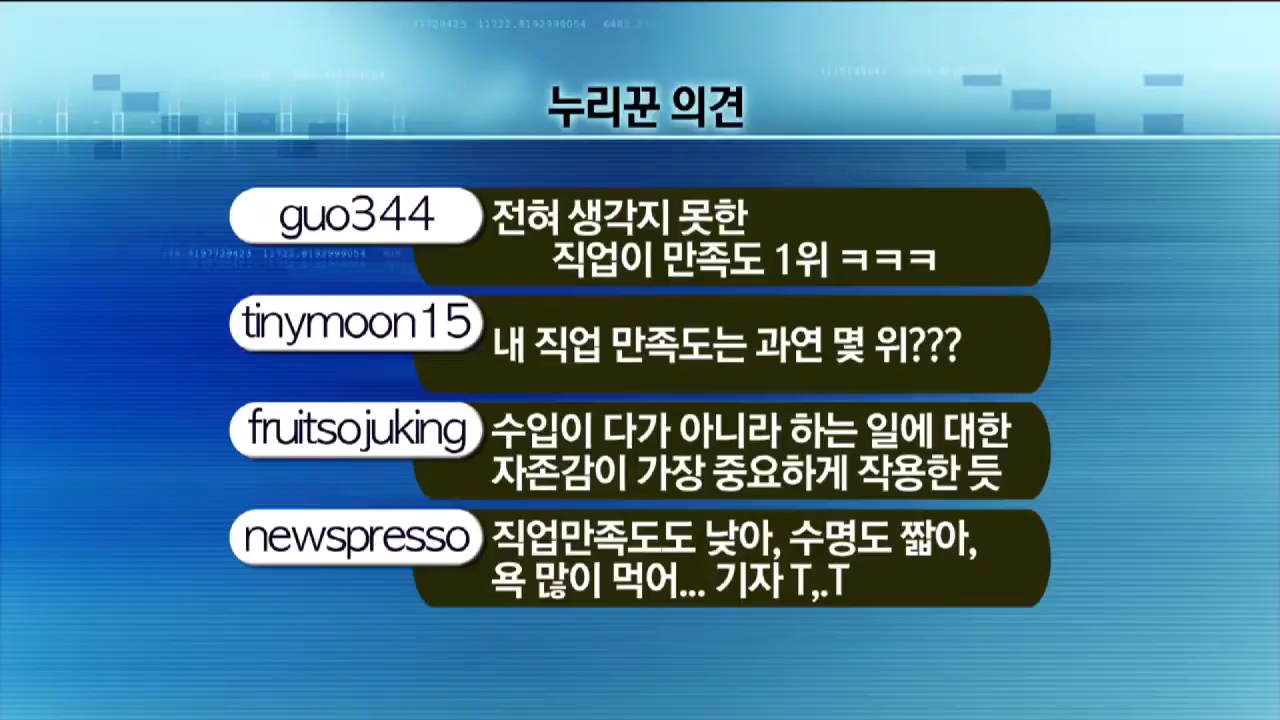 누리꾼 의견
guo344
전혀 생각지 못한
직업이 만족도 1위 ㅋㅋㅋ
tinymoon15
내 직업 만족도는 과연 몇 위???
fruitsojuking
수입이 다가 아니라 하는 일에 대한
자존감이 가장 중요하게 작용한 듯
newspresso
직업만족도도 낮아, 수명도 짧아,
욕 많이 먹어... 기자 T,.T